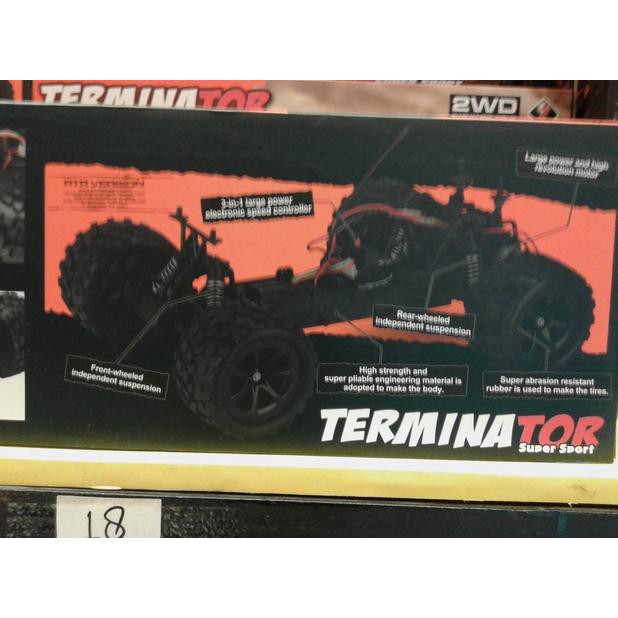 TERMINATOR
2WD
RTR VERSION
Large power and high
revolution motor
3-in-1 large power
electronic speed controller
Rear-wheeled
independent suspension
Front-wheeled
independent suspension
High strength and
super pliable engineering material is
adopted to make the body.
Super abrasion resistant
rubber is used to make the tires.
TERMINATOR
Super Sport
18